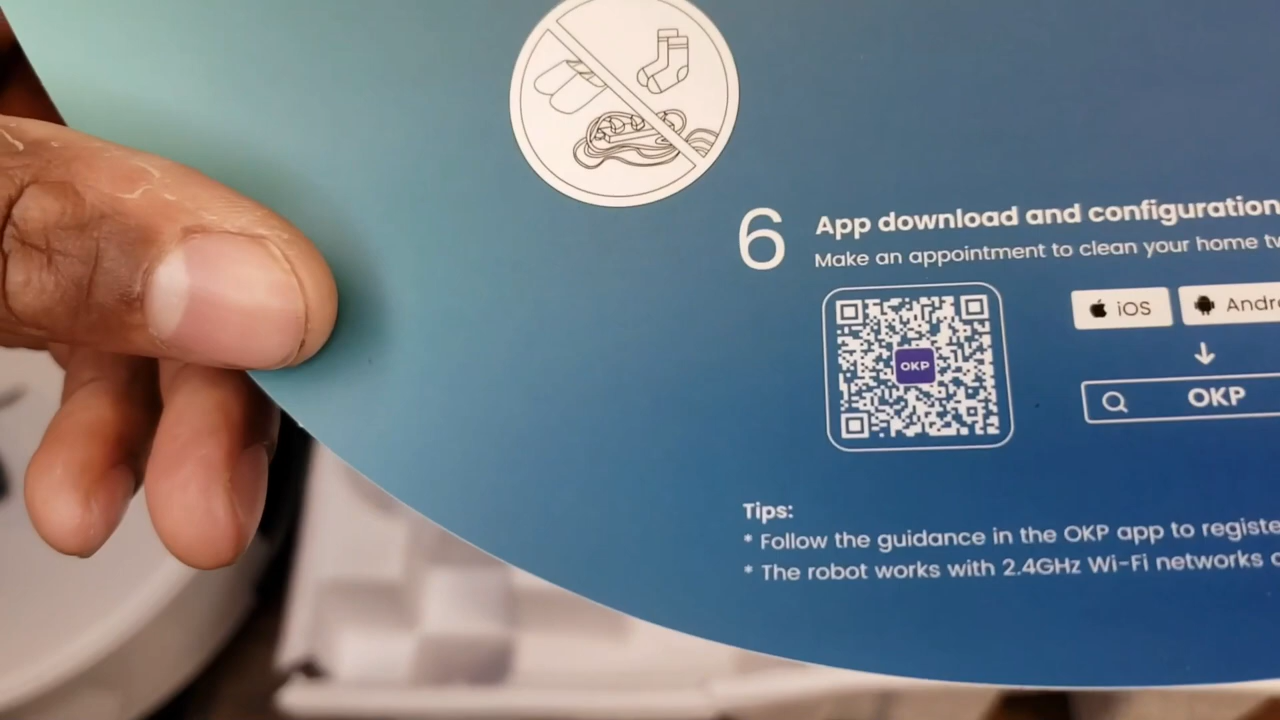 6
App download and configuration
Make an appointment to clean your home
OKP
iOS
OKP
Tips:
* Follow the guidance in the OKP app to
* The robot works with 2.4GHz Wi-Fi networks